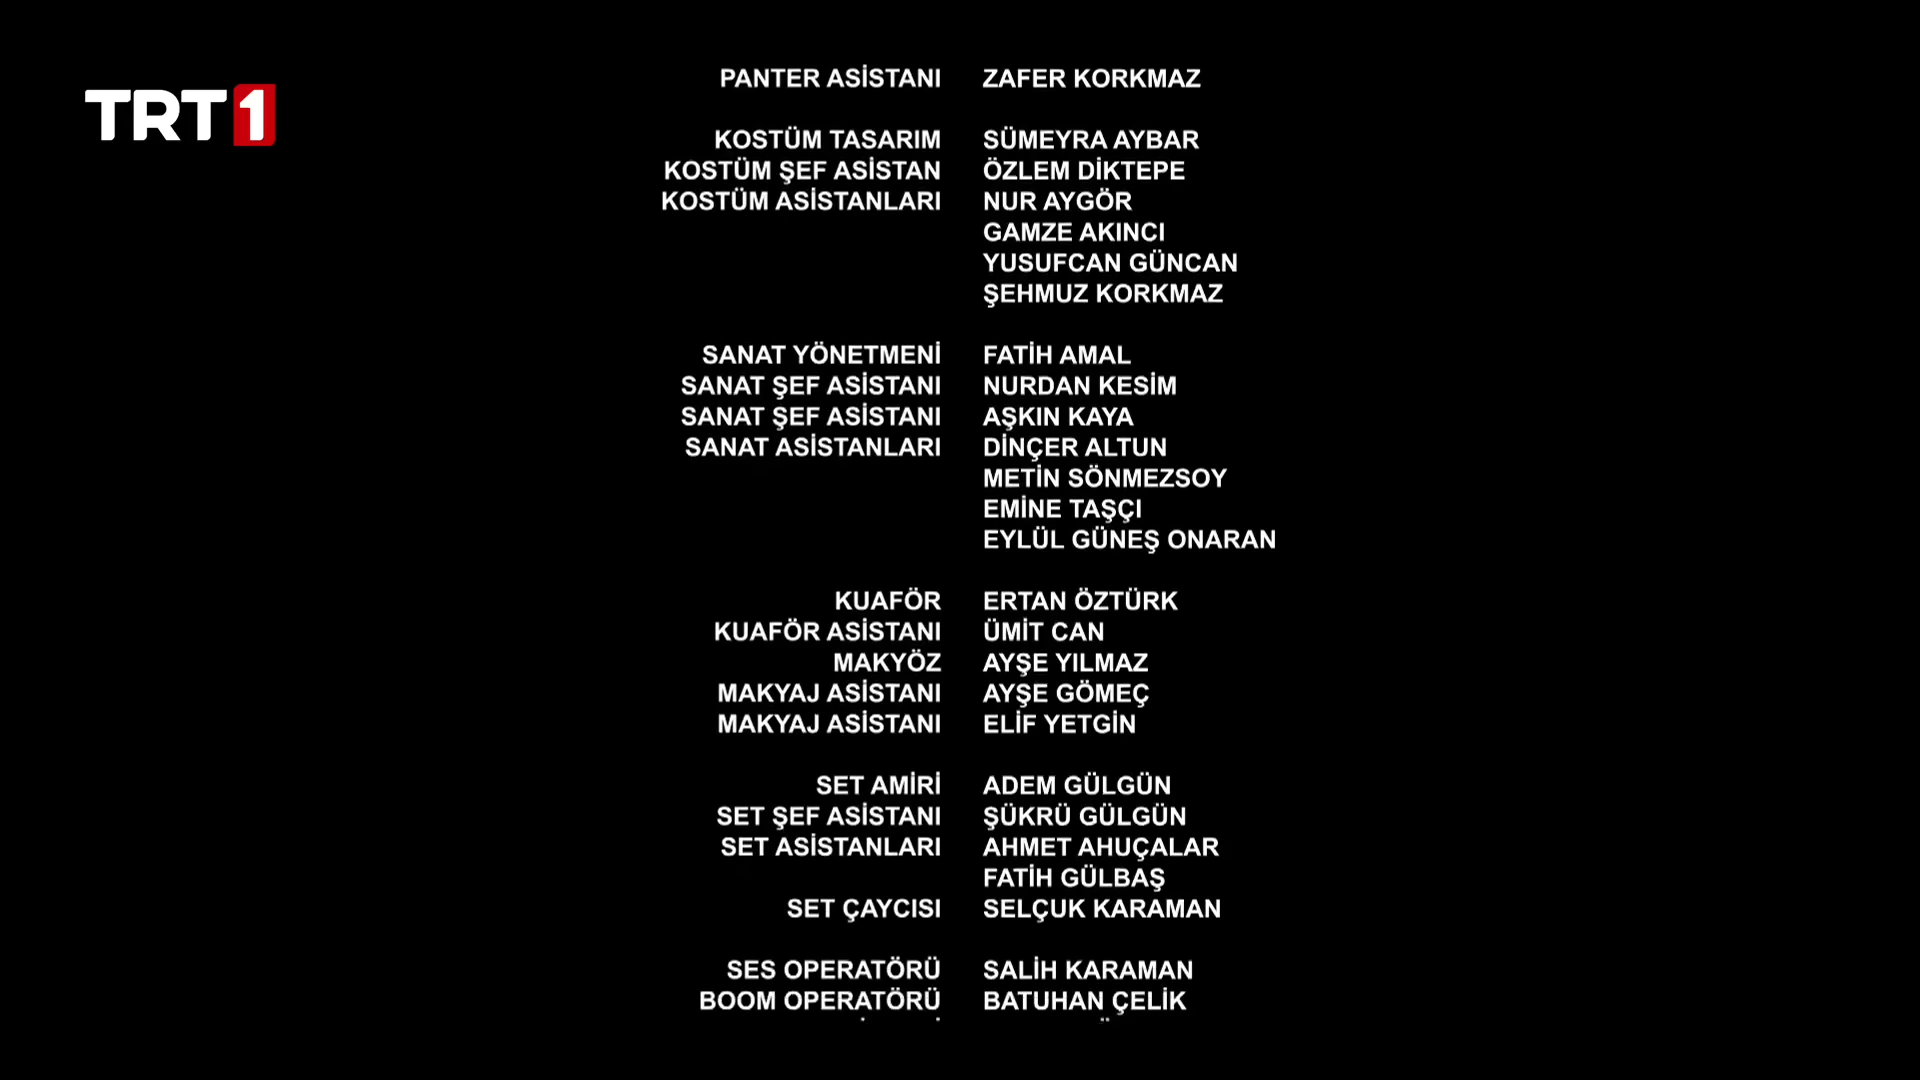 TRT1
PANTER ASİSTANI ZAFER KORKMAZ
KOSTÜM TASARIM SÜMEYRA AYBAR
KOSTÜM ŞEF ASİSTAN ÖZLEM DİKTEPE
KOSTÜM ASİSTANLARI NUR AYGÖR
GAMZE AKINCI
YUSUFCAN GÜNCAN
ŞEHMUZ KORKMAZ
SANAT YÖNETMENİ FATİH AMAL
SANAT ŞEF ASİSTANI NURDAN KESİM
SANAT ŞEF ASİSTANI AŞKIN KAYA
SANAT ASİSTANLARI DİNÇER ALTUN
METİN SÖNMEZSOY
EMİNE TAŞÇI
EYLÜL GÜNEŞ ONARAN
KUAFÖR ERTAN ÖZTÜRK
KUAFÖR ASİSTANI ÜMİT CAN
MAKYÖZ AYŞE YILMAZ
MAKYAJ ASİSTANI AYŞE GÖMEÇ
MAKYAJ ASİSTANI ELİF YETGİN
SET AMİRİ ADEM GÜLGÜN
SET ŞEF ASİSTANI ŞÜKRÜ GÜLGÜN
SET ASİSTANLARI AHMET AHUÇALAR
FATİH GÜLBAŞ
SET ÇAYCISI SELÇUK KARAMAN
SES OPERATÖRÜ SALİH KARAMAN
BOOM OPERATÖRÜ BATUHAN ÇELİK